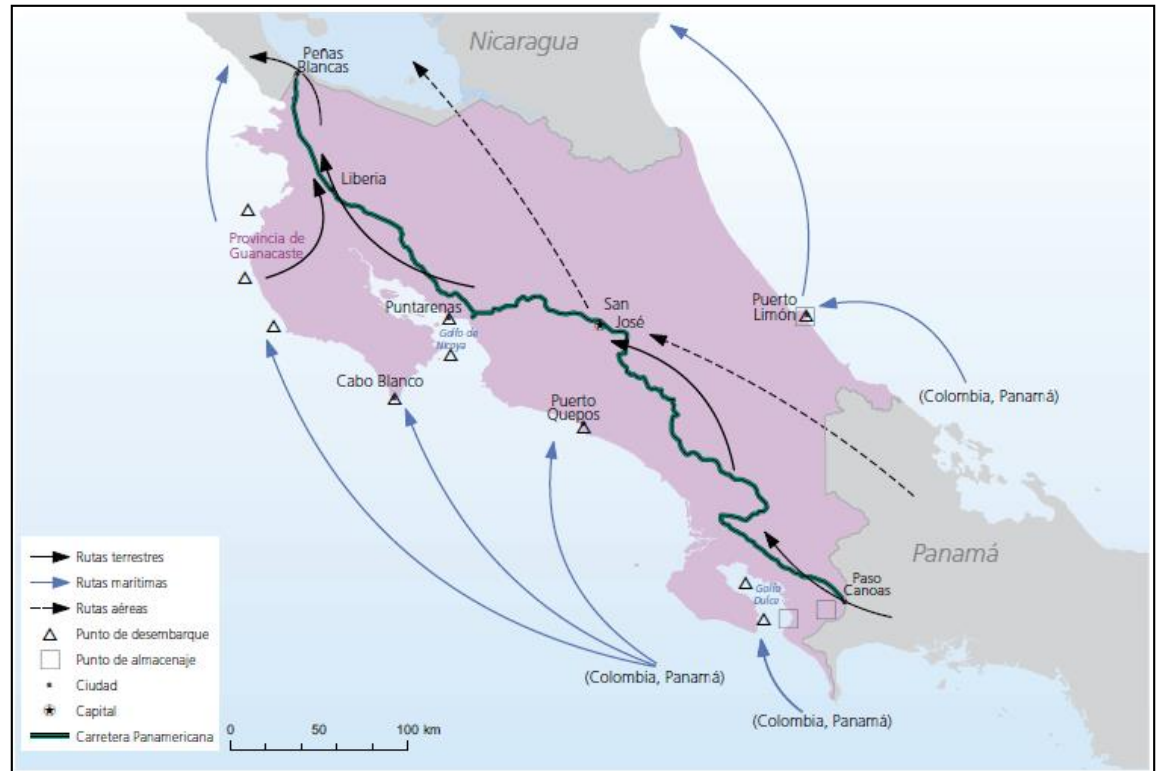 Nicaragua
Peñas
Blancas
Liberia
Provincia de
Guanacaste
Puntarenas
Golfo de
Nicoya
San
José
Puerto
Limón
Cabo Blanco
Puerto
Quepos
(Colombia, Panamá)
Panamá
Paso
Canoas
Golfo
Dulce
(Colombia, Panamá)
(Colombia, Panamá)
Rutas terrestres
Rutas marítimas
Rutas aéreas
Punto de desembarque
Punto de almacenaje
Ciudad
Capital
Carretera Panamericana
0 50 100 km